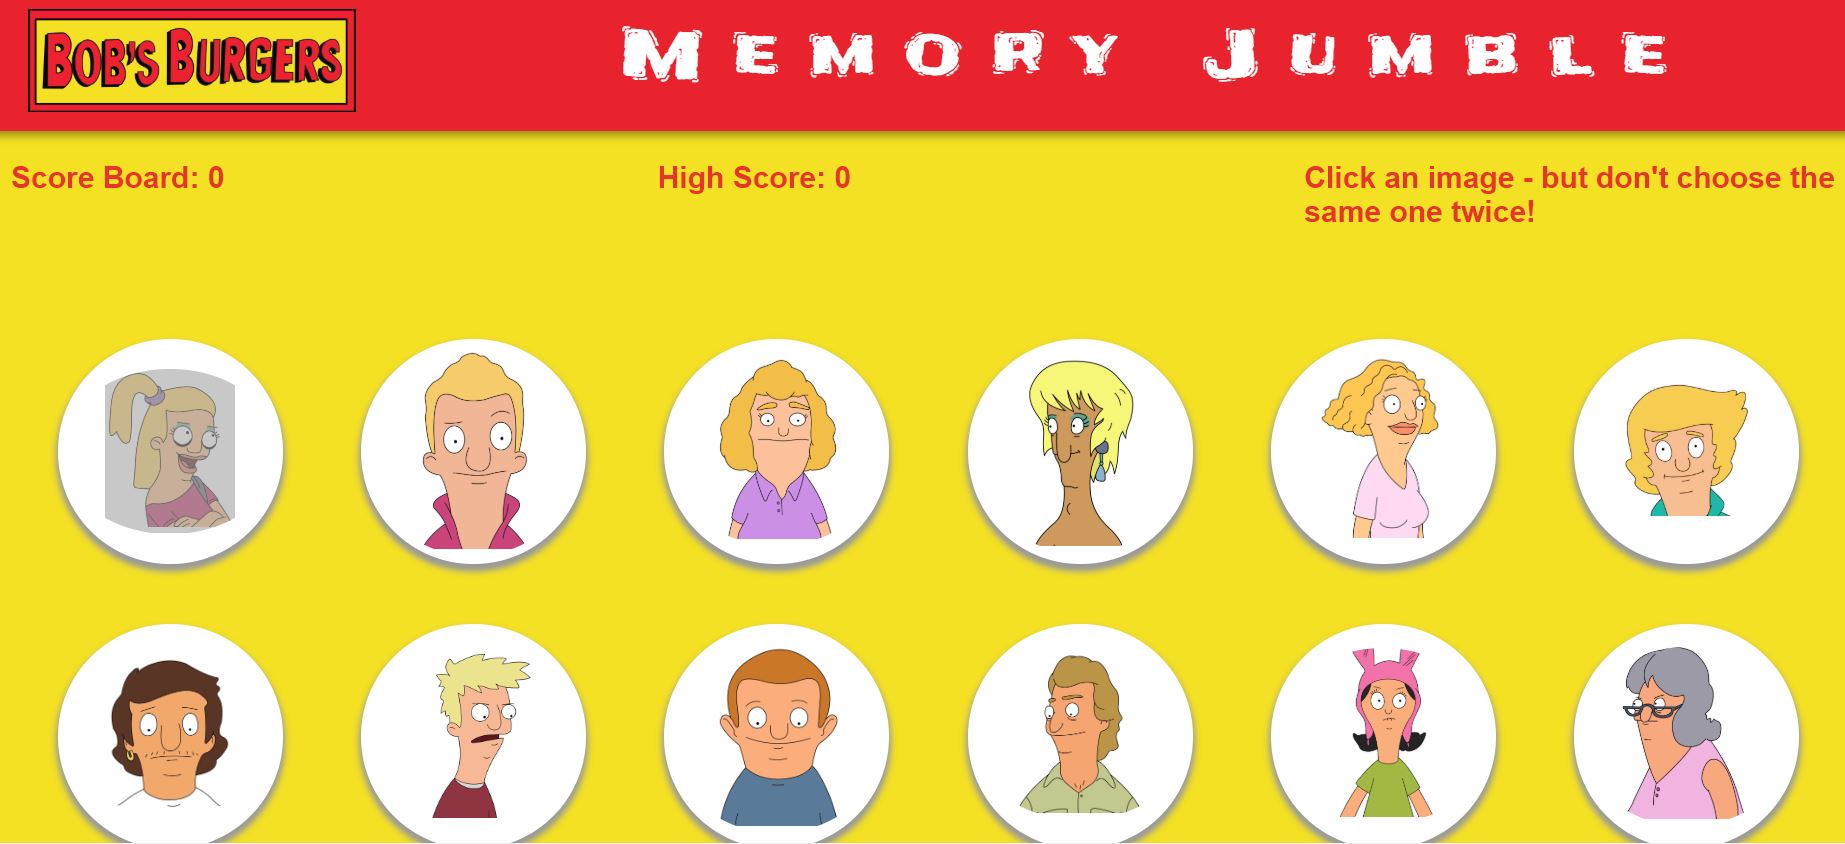 BOB'S BURGERS
MEMORY JUMBLE
Score Board: 0
High Score: 0
Click an image - but don't choose the
same one twice!